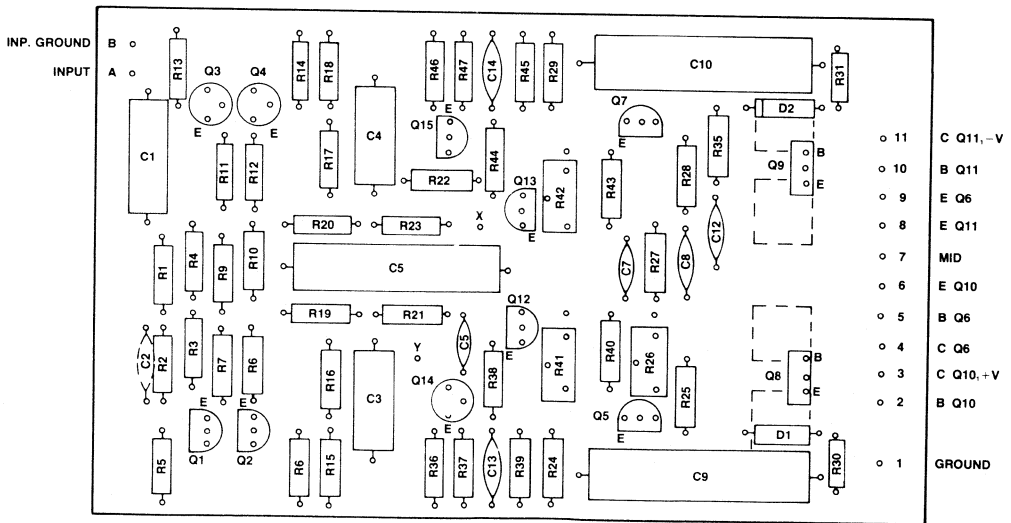 INP. GROUND B
INPUT A
R13
Q3
Q4
E
E
R14
R18
R46
R47
C14
R45
R29
C10
R31
C1
R11
R12
R17
C4
E
Q15
R44
R22
Q13
E
R42
Q7
E
R43
R28
R35
D2
B
Q9
E
C12
11 C Q11,–V
10 B Q11
9 E Q6
8 E Q11
7 MID
6 E Q10
5 B Q6
4 C Q6
3 C Q10,+V
2 B Q10
1 GROUND
R20
R23
X
R1
R4
R9
R10
C5
C7
R27
C8
R19
R21
Q12
E
C5
C2
R2
R3
R7
R6
R16
C3
Y
Q14
E
R38
R41
R40
R26
R25
B
Q8
E
E
E
Q1
Q2
Q5
E
D1
R5
R6
R15
R36
R37
C13
R39
R24
C9
R30